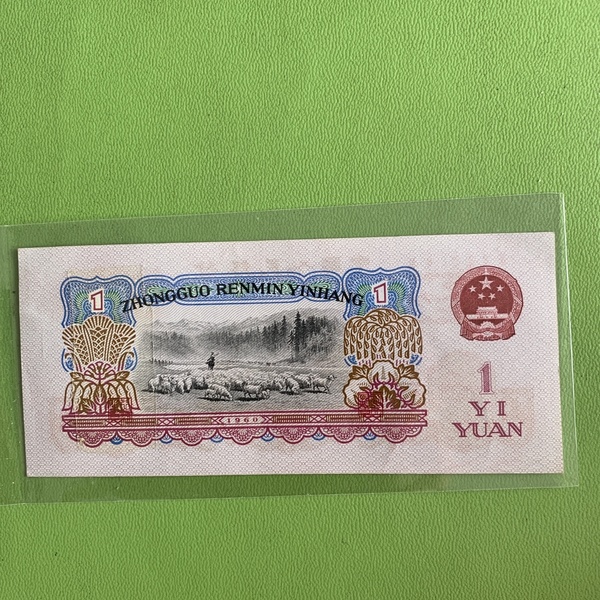 ZHONGGUO RENMIN YINHANG
1
1
1960
1
YI
YUAN